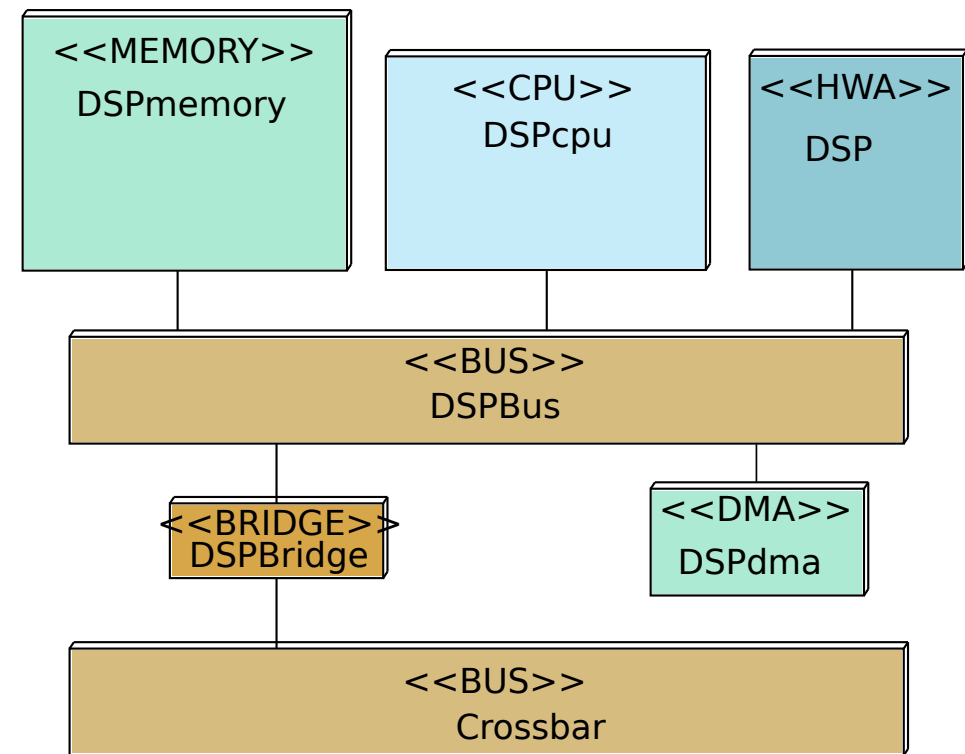 <<MEMORY>>
DSPmemory
<<CPU>>
DSPcpu
<<HWA>>
DSP
<<BUS>>
DSPBus
<<BRIDGE>>
DSPBridge
<<DMA>>
DSPdma
<<BUS>>
Crossbar